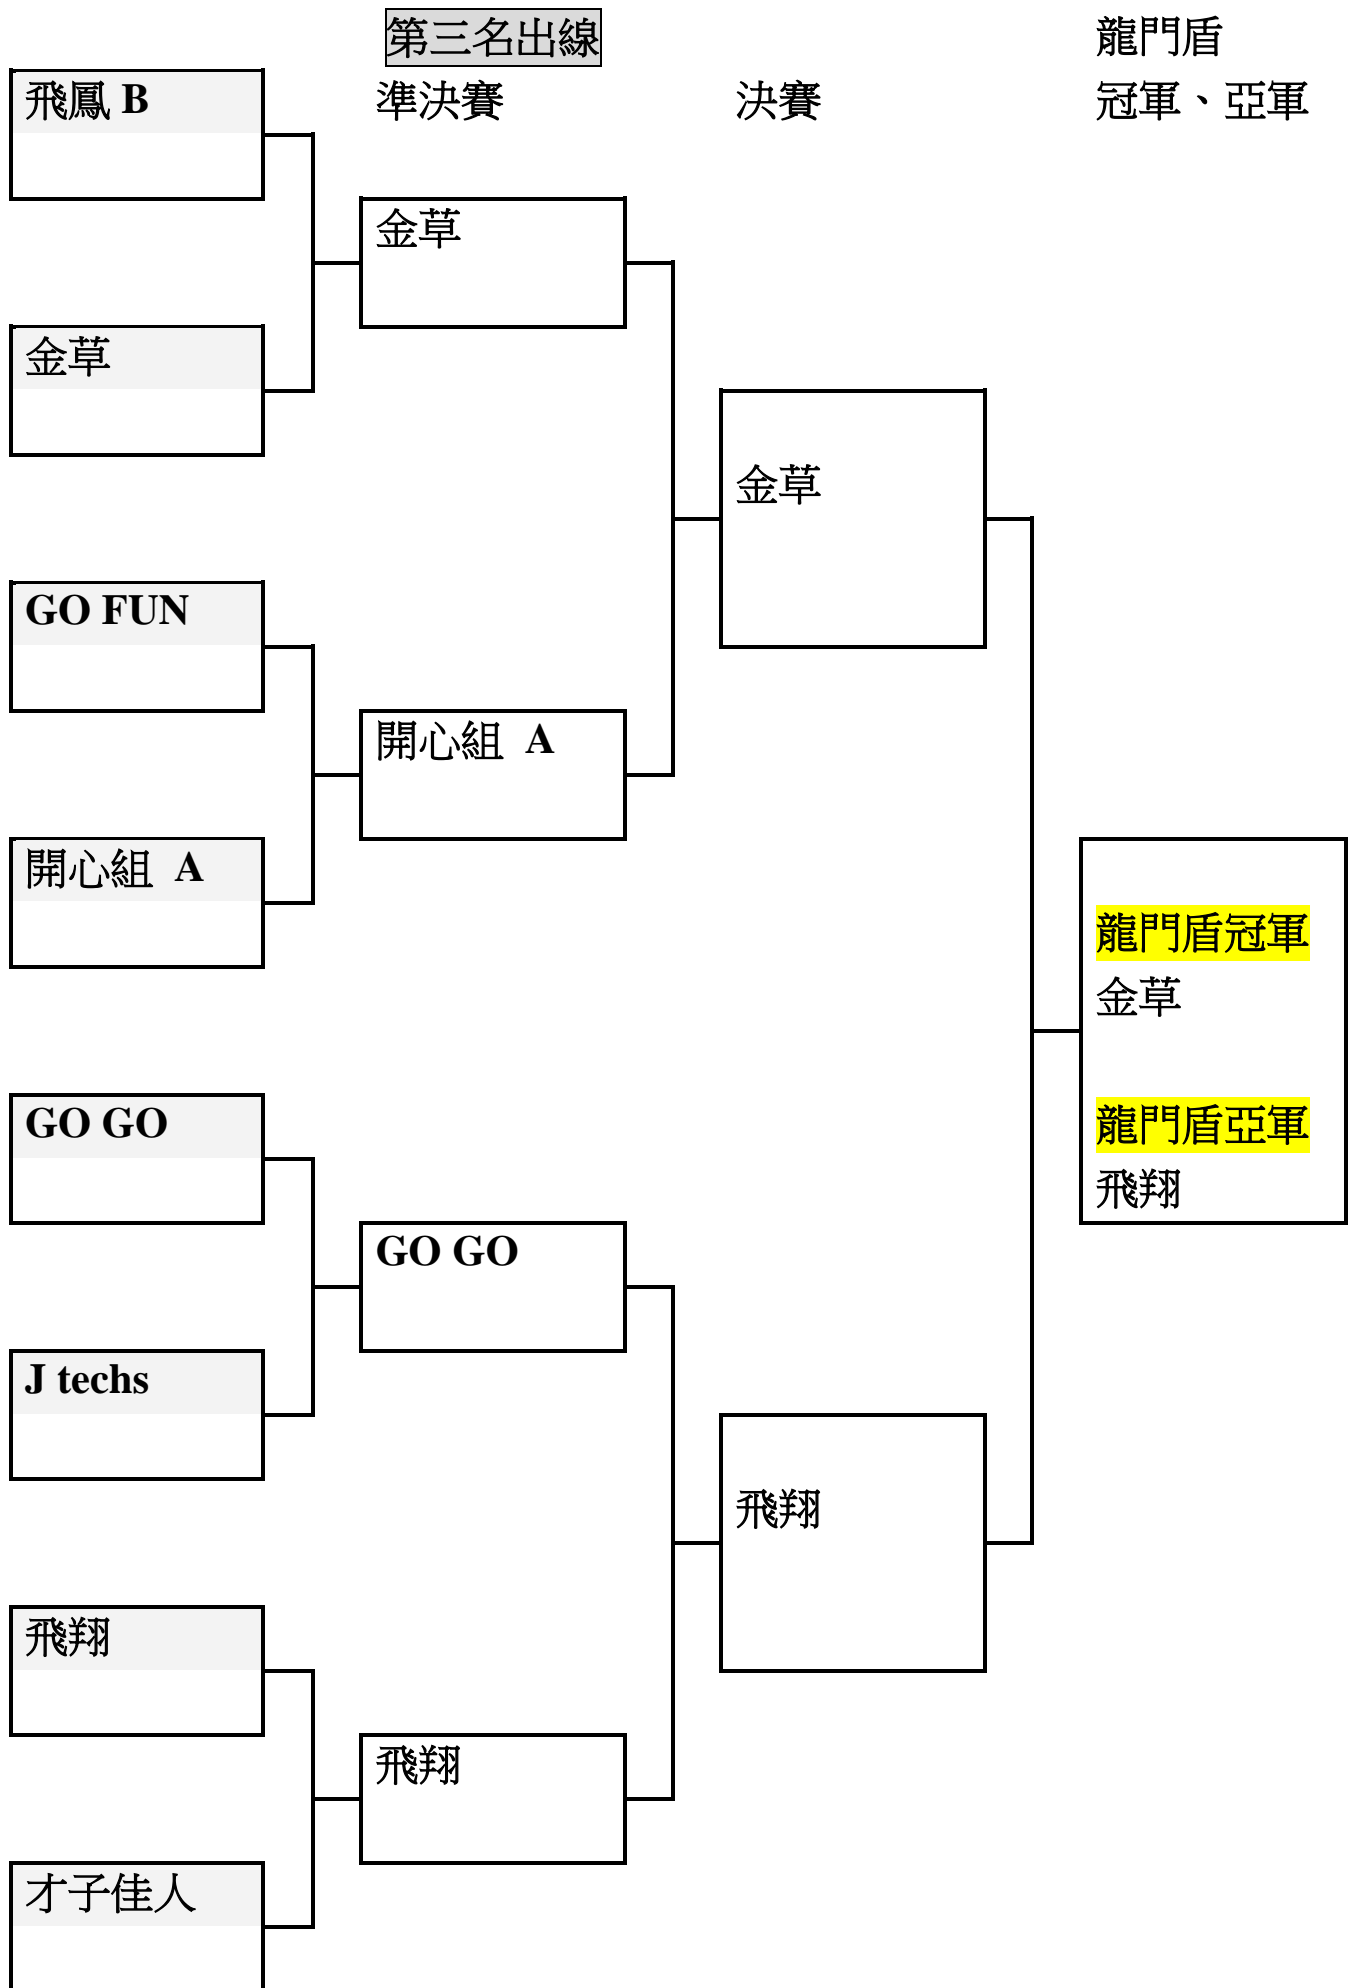 第三名出線
龍門盾
飛鳳 B
準決賽
決賽
冠軍、亞軍
金草
金草
金草
GO FUN
開心組 A
開心組 A
龍門盾冠軍
金草
GO GO
龍門盾亞軍
飛翔
GO GO
J techs
飛翔
飛翔
飛翔
才子佳人